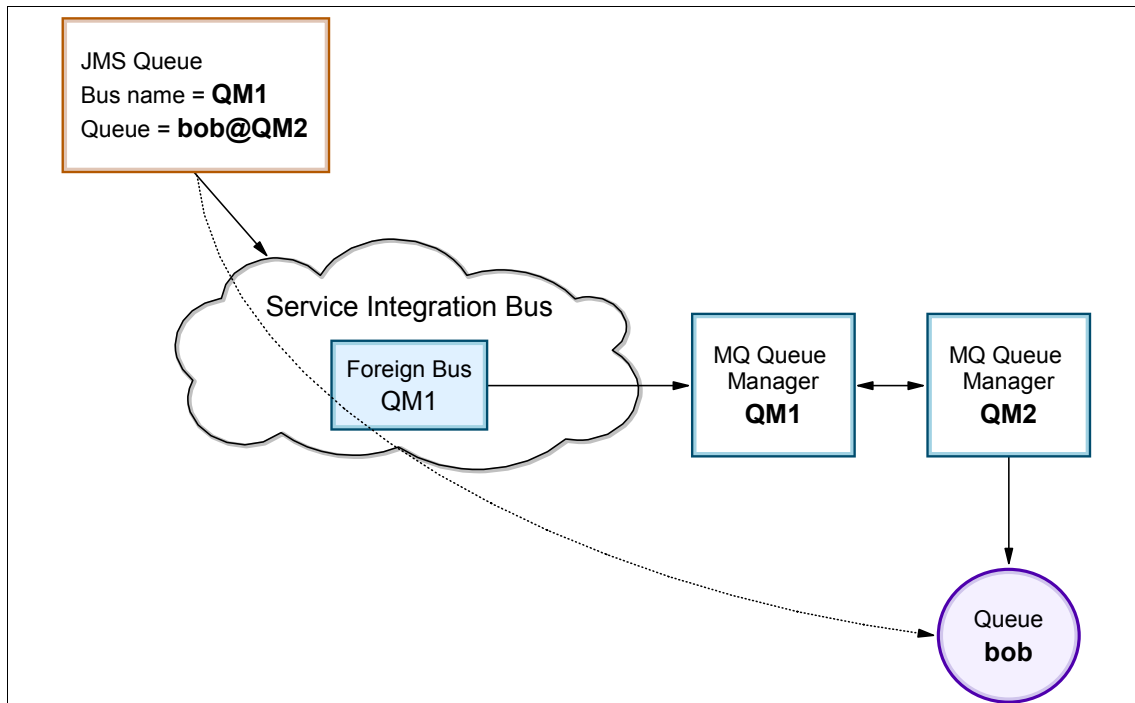 JMS Queue
Bus name = QM1
Queue = bob@QM2
Service Integration Bus
Foreign Bus
QM1
MQ Queue
Manager
QM1
MQ Queue
Manager
QM2
Queue
bob